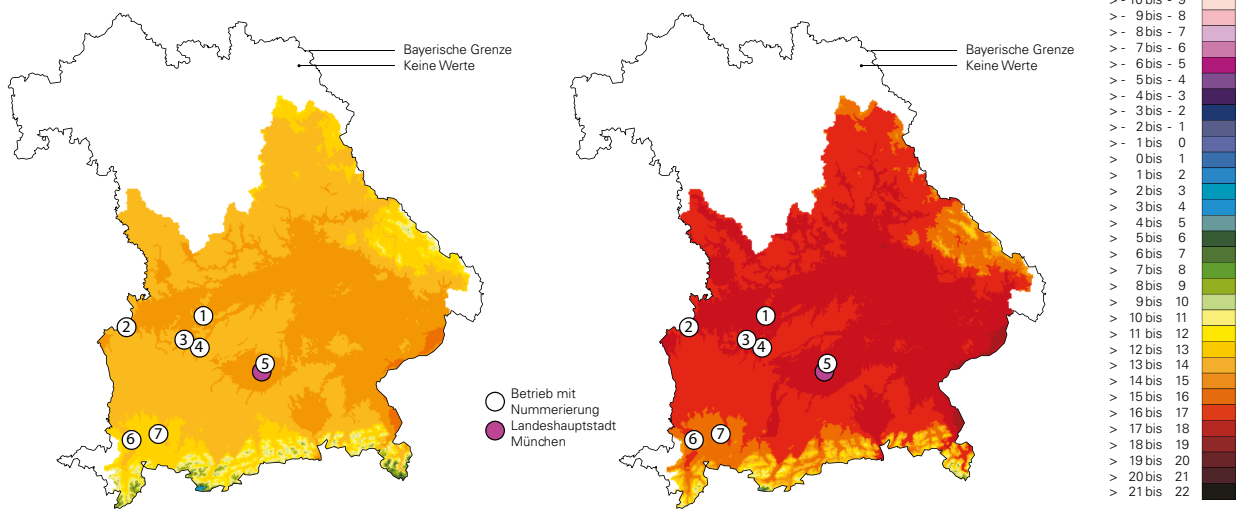 Bayerische Grenze
Keine Werte
1
2
3
4
5
6
7
Betrieb mit
Nummerierung
Landeshauptstadt
München
Bayerische Grenze
Keine Werte
1
2
3
4
5
6
7
> - 10 bis - 9
> - 9 bis - 8
> - 8 bis - 7
> - 7 bis - 6
> - 6 bis - 5
> - 5 bis - 4
> - 4 bis - 3
> - 3 bis - 2
> - 2 bis - 1
> - 1 bis 0
> 0 bis 1
> 1 bis 2
> 2 bis 3
> 3 bis 4
> 4 bis 5
> 5 bis 6
> 6 bis 7
> 7 bis 8
> 8 bis 9
> 9 bis 10
> 10 bis 11
> 11 bis 12
> 12 bis 13
> 13 bis 14
> 14 bis 15
> 15 bis 16
> 16 bis 17
> 17 bis 18
> 18 bis 19
> 19 bis 20
> 20 bis 21
> 21 bis 22